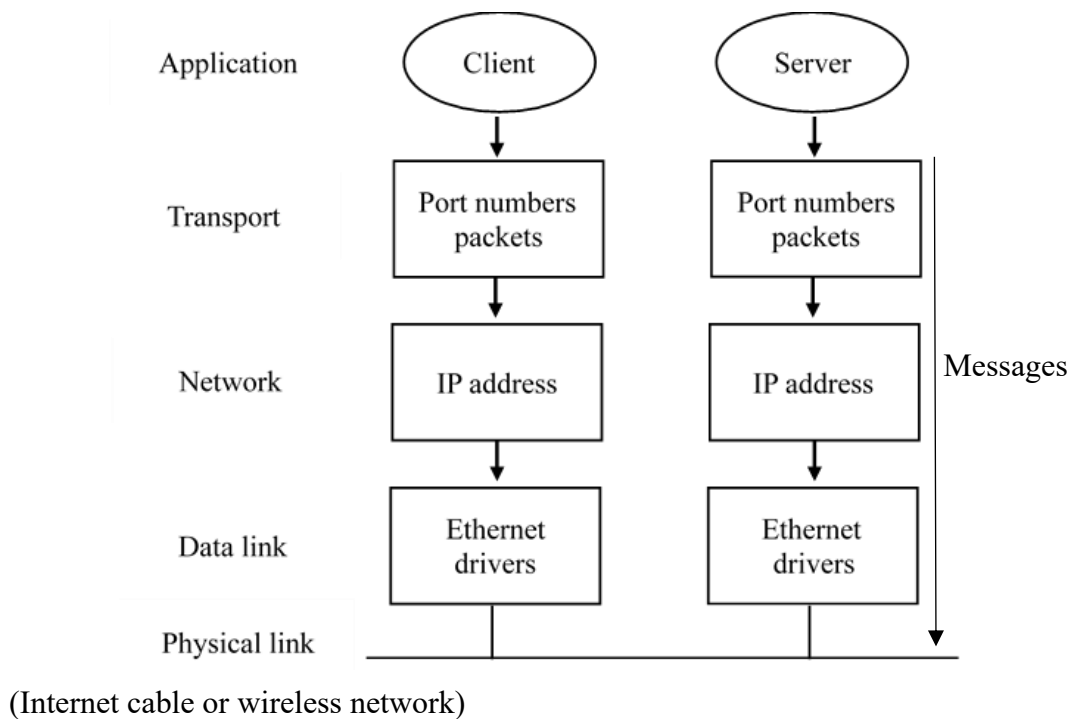 Application
Client
Server
Transport
Port numbers
packets
Port numbers
packets
Network
IP address
IP address
Messages
Data link
Ethernet
drivers
Ethernet
drivers
Physical link
(Internet cable or wireless network)